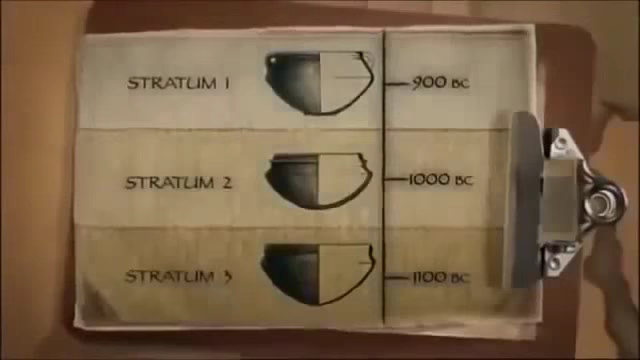 STRATUM 1 900 BC
STRATUM 2 1000 BC
STRATUM 3 1100 BC